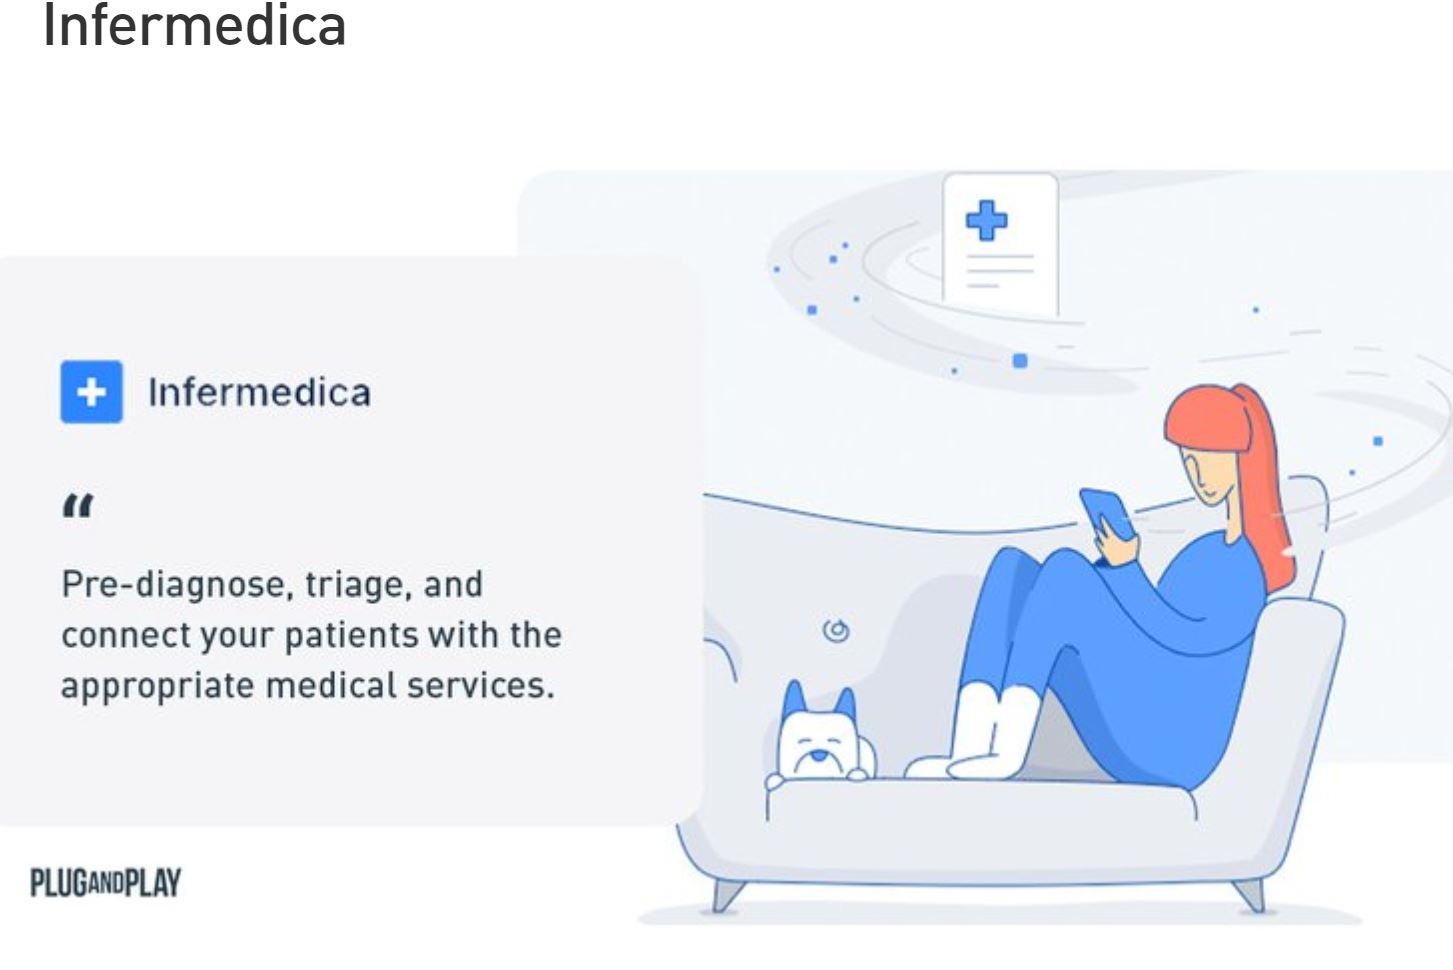 Infermedica
Infermedica
“
Pre-diagnose, triage, and
connect your patients with the
appropriate medical services.
PLUGANDPLAY